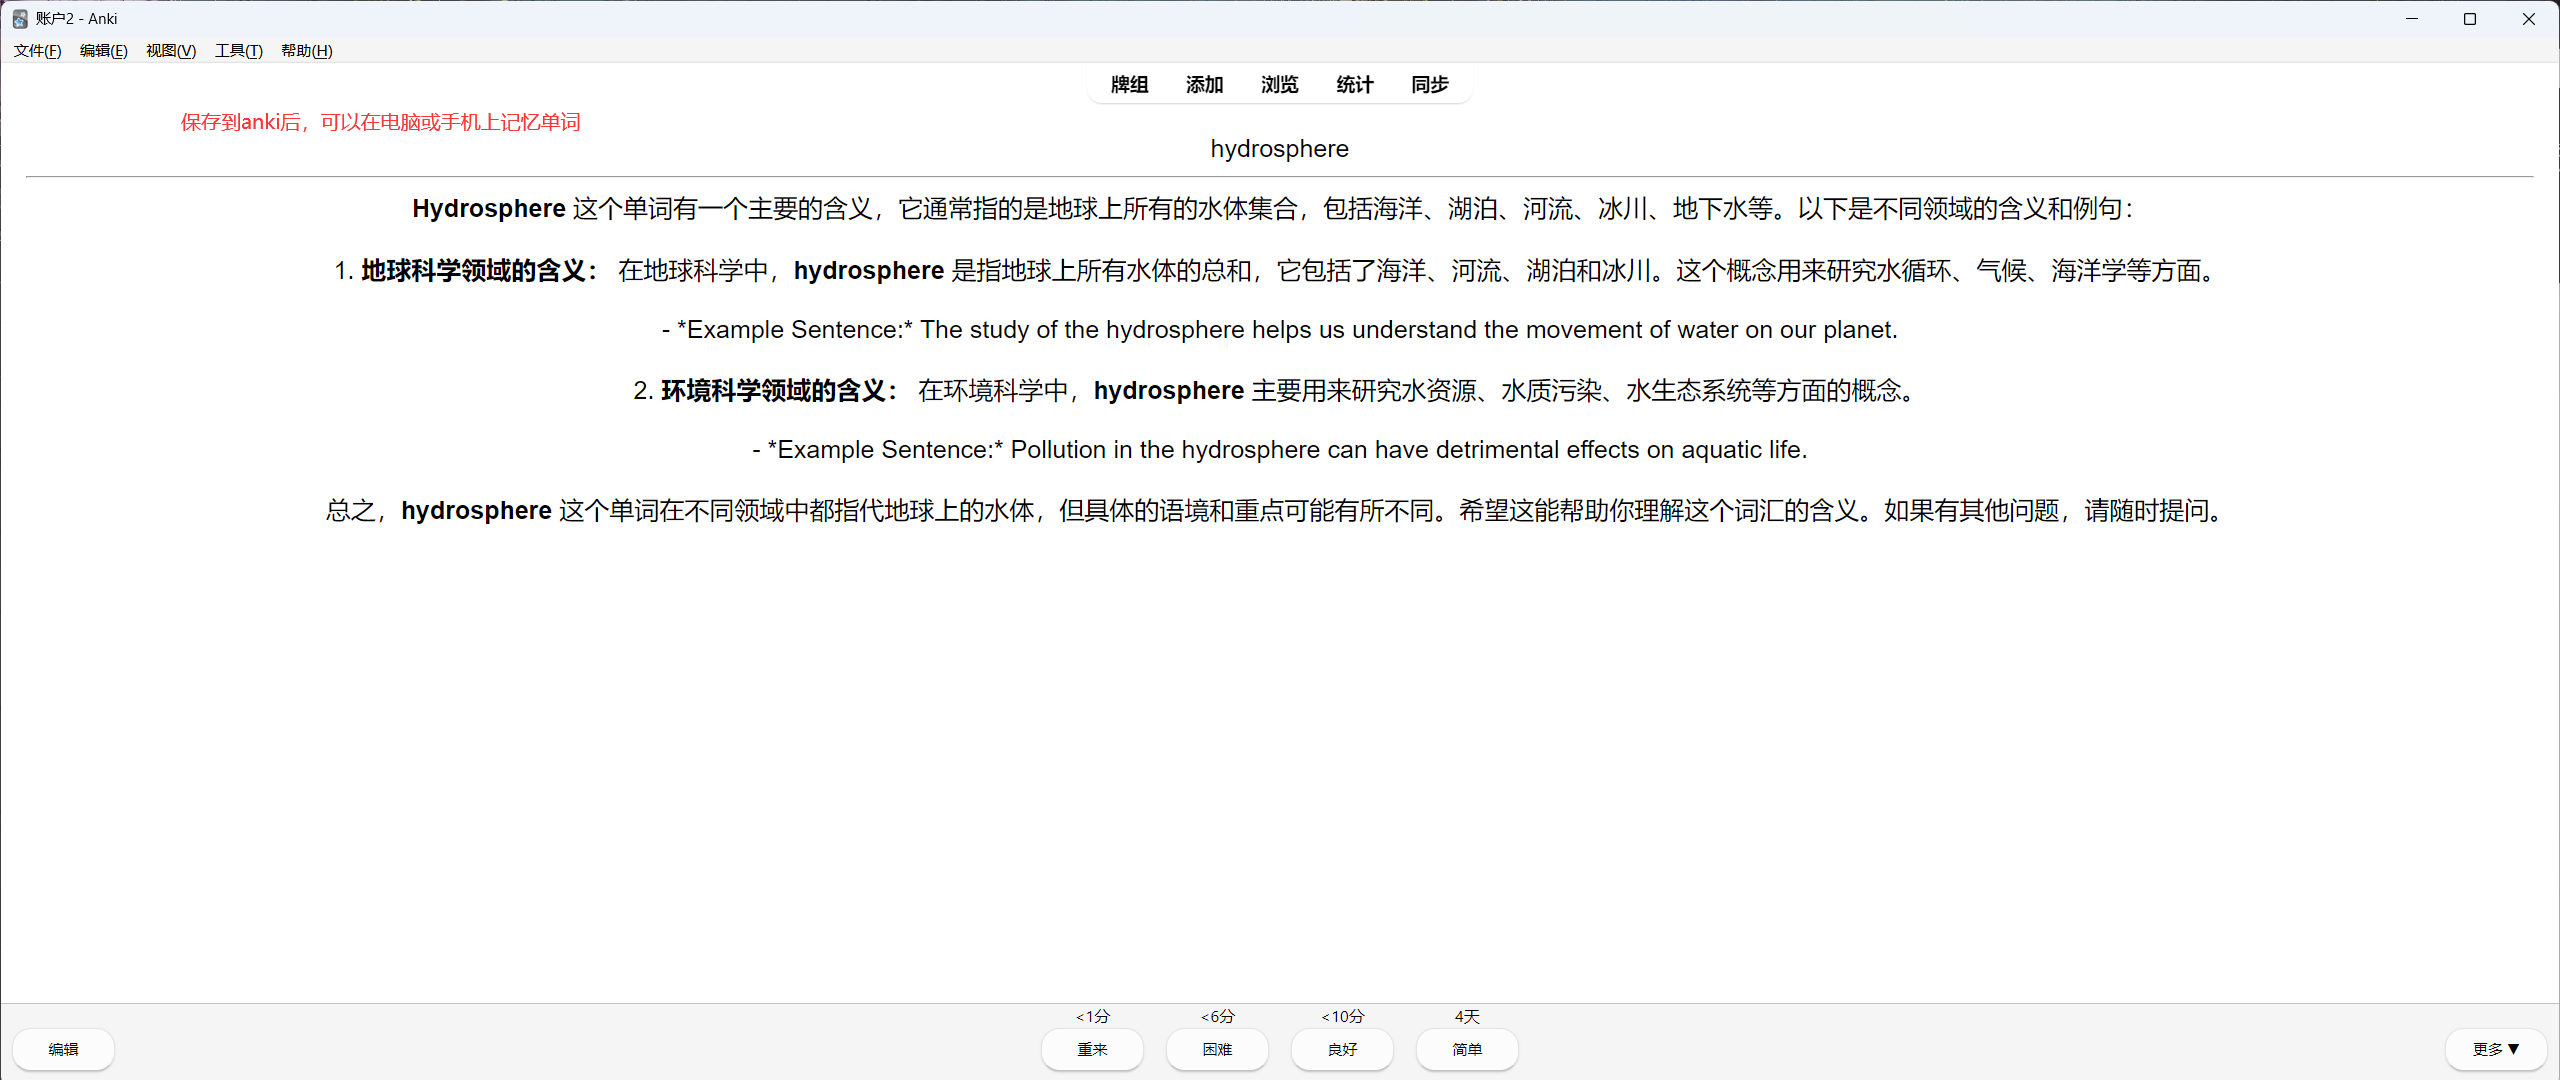 账户2 - Anki
文件(F) 编辑(E) 视图(V) 工具(T) 帮助(H)
牌组 添加 浏览 统计 同步
保存到anki后，可以在电脑或手机上记忆单词
hydrosphere
Hydrosphere 这个单词有一个主要的含义，它通常指的是地球上所有的水体集合，包括海洋、湖泊、河流、冰川、地下水等。以下是不同领域的含义和例句：
1. 地球科学领域的含义： 在地球科学中，hydrosphere 是指地球上所有水体的总和，它包括了海洋、河流、湖泊和冰川。这个概念用来研究水循环、气候、海洋学等方面。
- *Example Sentence:* The study of the hydrosphere helps us understand the movement of water on our planet.
2. 环境科学领域的含义： 在环境科学中，hydrosphere 主要用来研究水资源、水质污染、水生态系统等方面的概念。
- *Example Sentence:* Pollution in the hydrosphere can have detrimental effects on aquatic life.
总之，hydrosphere 这个单词在不同领域中都指代地球上的水体，但具体的语境和重点可能有所不同。希望这能帮助你理解这个词汇的含义。如果有其他问题，请随时提问。
<1分 <6分 <10分 4天
编辑 重来 困难 良好 简单 更多 ▼